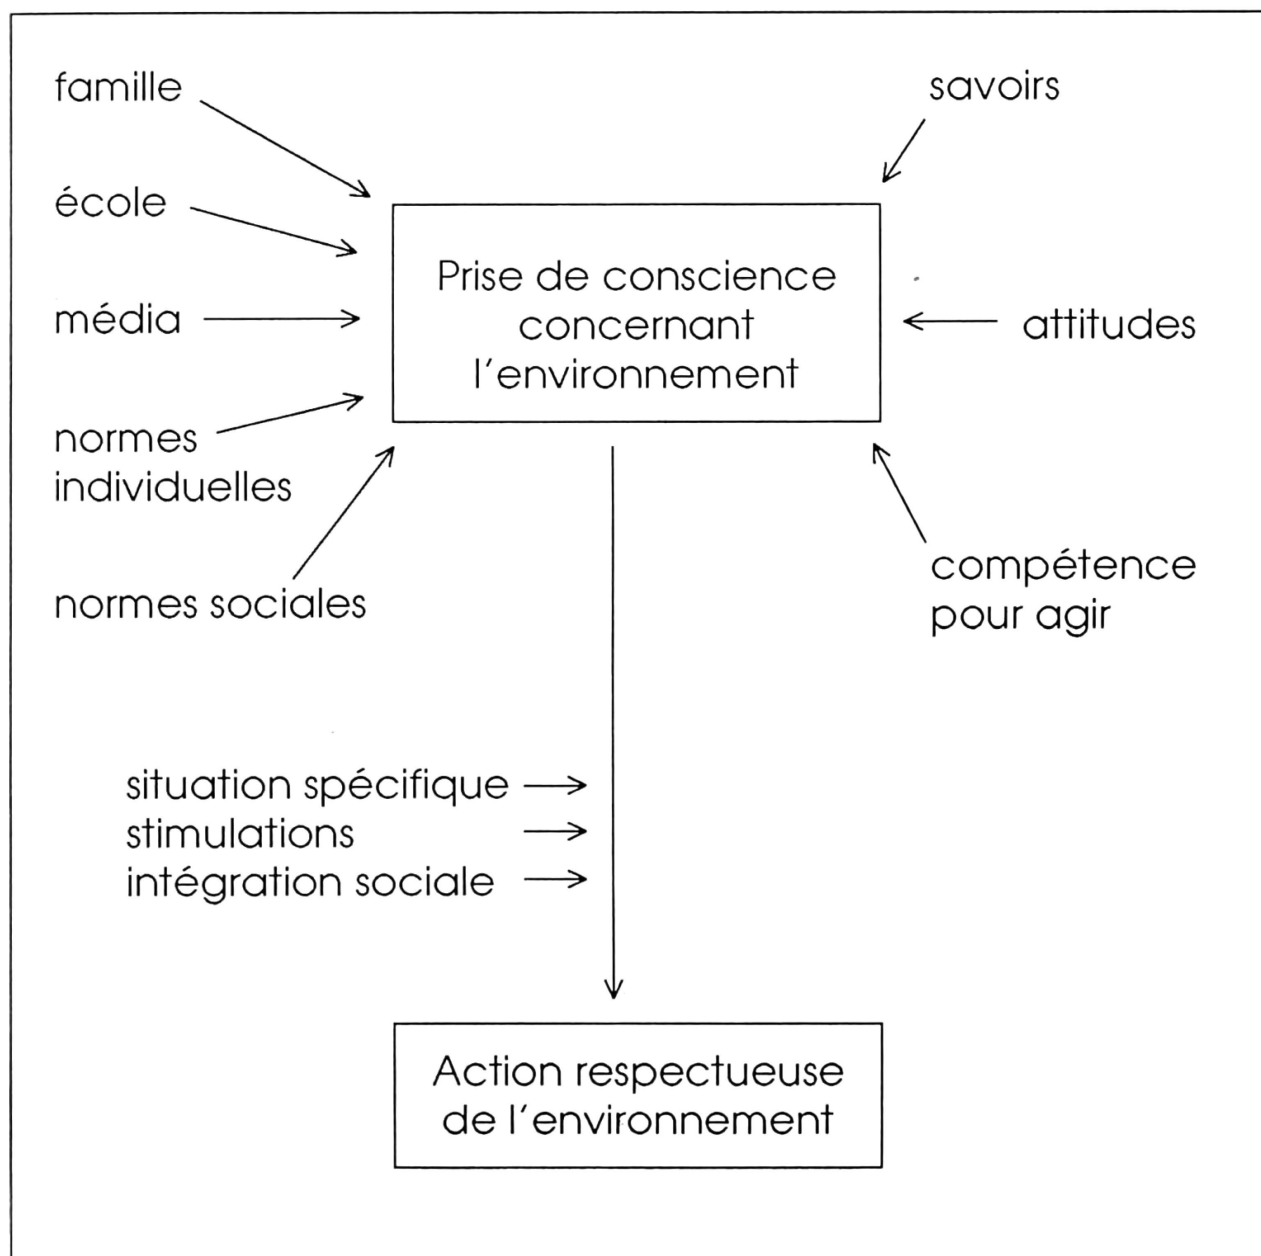 famille
savoirs
école
Prise de conscience
concernant
l'environnement
média
attitudes
normes
individuelles
normes sociales
compétence
pour agir
situation spécifique
stimulations
intégration sociale
Action respectueuse
de l'environnement